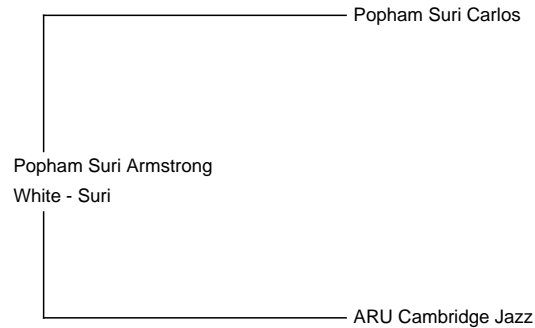 Popham Suri Carlos
Popham Suri Armstrong
White - Suri
ARU Cambridge Jazz